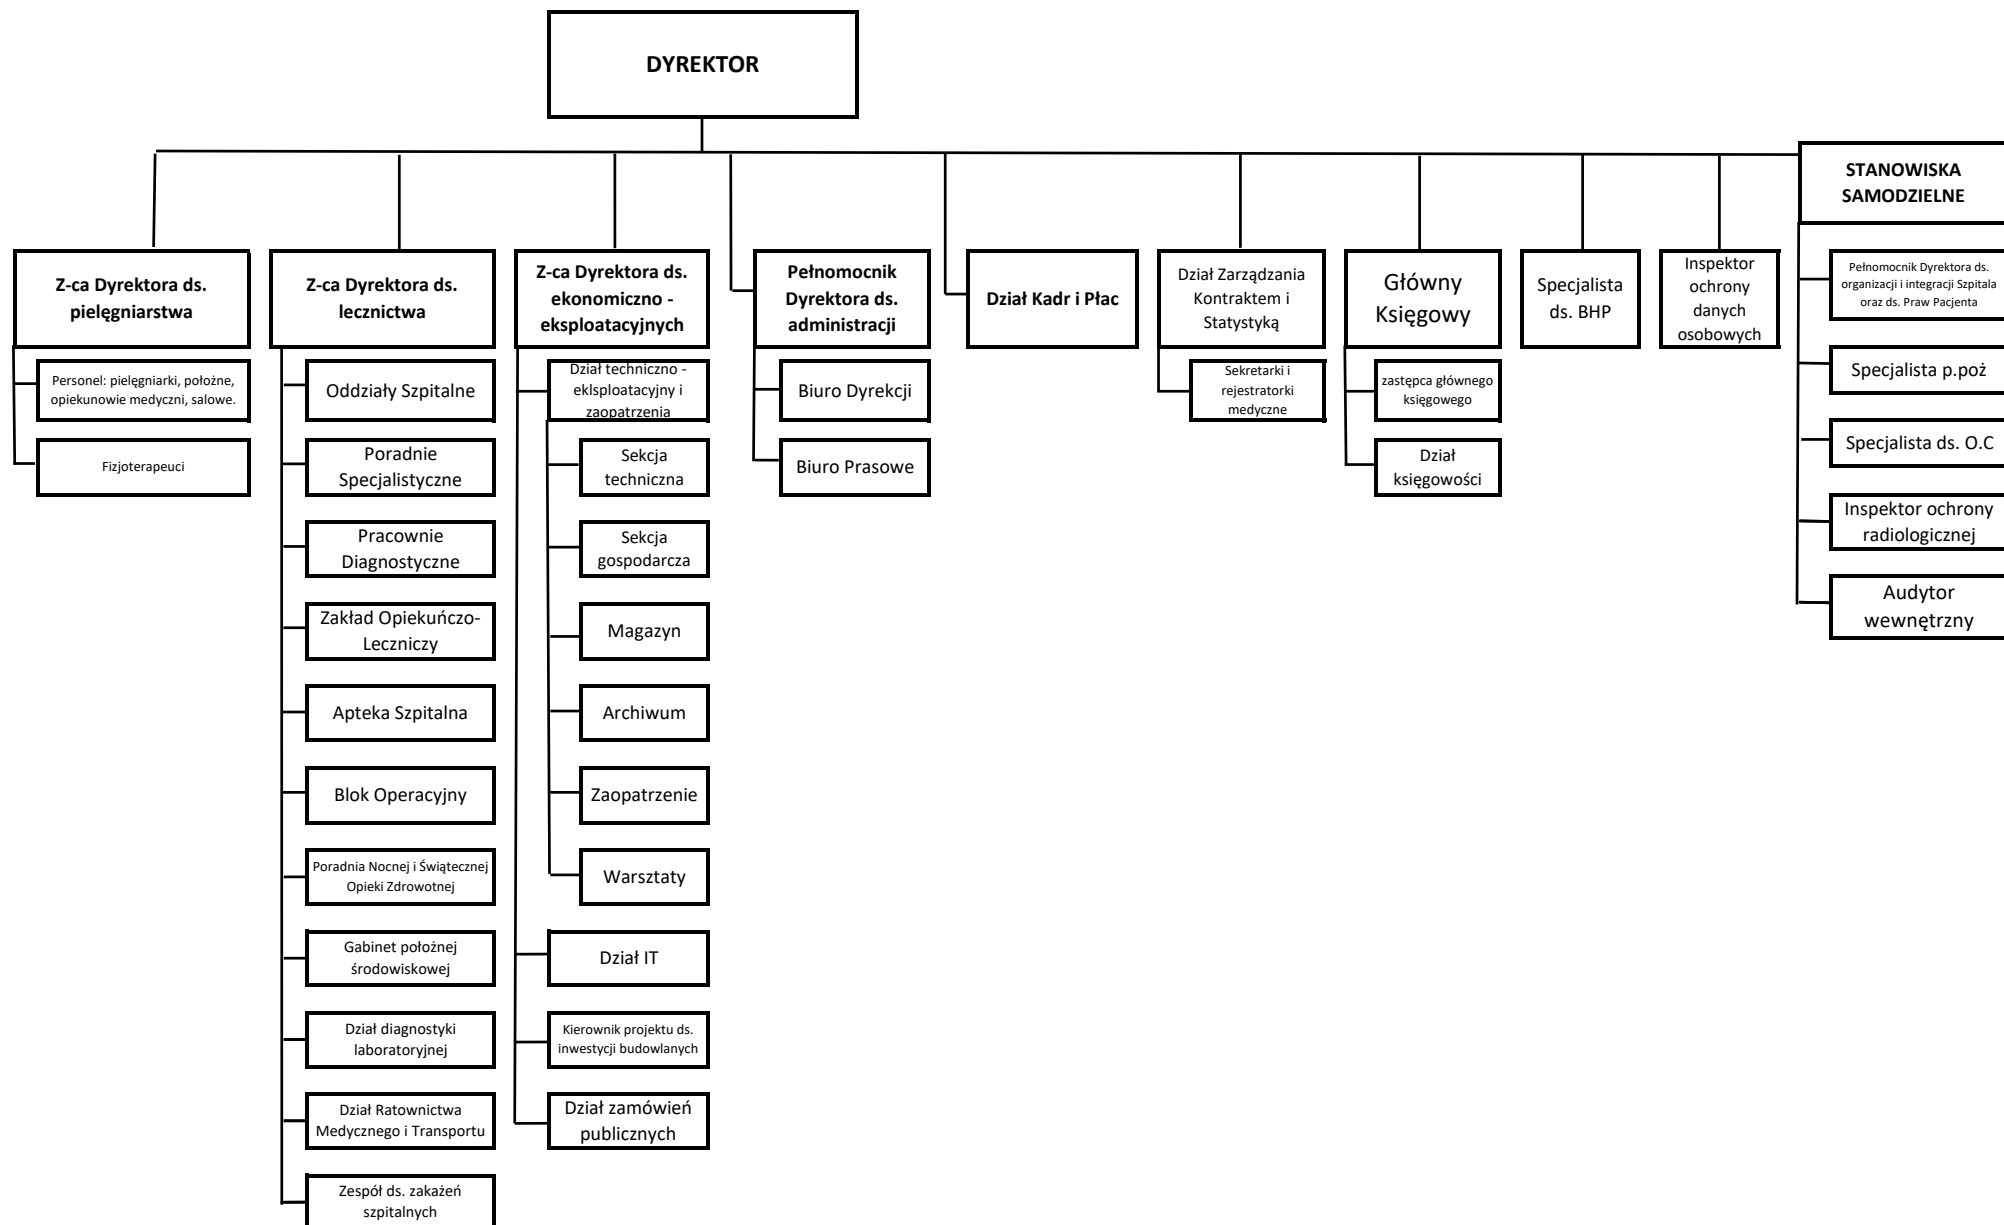 DYREKTOR
STANOWISKA
SAMODZIELNE
Z-ca Dyrektora ds.
pielęgniarstwa
Personel: pielęgniarki, położne,
opiekunowie medyczni, salowe.
Fizjoterapeuci
Z-ca Dyrektora ds.
lecznictwa
Oddziały Szpitalne
Poradnie
Specjalistyczne
Pracownie
Diagnostyczne
Zakład Opiekuńczo-
Leczniczy
Apteka Szpitalna
Blok Operacyjny
Poradnia Nocnej i Świątecznej
Opieki Zdrowotnej
Gabinet położnej
środowiskowej
Dział diagnostyki
laboratoryjnej
Dział Ratownictwa
Medycznego i Transportu
Zespół ds. zakażeń
szpitalnych
Z-ca Dyrektora ds.
ekonomiczno -
eksploatacyjnych
Dział techniczno -
eklsploatacyjny i
zaopatrzenia
Sekcja
techniczna
Sekcja
gospodarcza
Magazyn
Archiwum
Zaopatrzenie
Warsztaty
Dział IT
Kierownik projektu ds.
inwestycji budowlanych
Dział zamówień
publicznych
Pełnomocnik
Dyrektora ds.
administracji
Biuro Dyrekcji
Biuro Prasowe
Dział Kadr i Płac
Dział Zarządzania
Kontraktem i
Statystyką
Sekretarki i
rejestratorki
medyczne
Główny
Księgowy
zastępca głównego
księgowego
Dział
księgowości
Specjalista
ds. BHP
Inspektor
ochrony
danych
osobowych
Pełnomocnik Dyrektora ds.
organizacji i integracji Szpitala
oraz ds. Praw Pacjenta
Specjalista p.poż
Specjalista ds. O.C
Inspektor ochrony
radiologicznej
Audytor
wewnętrzny